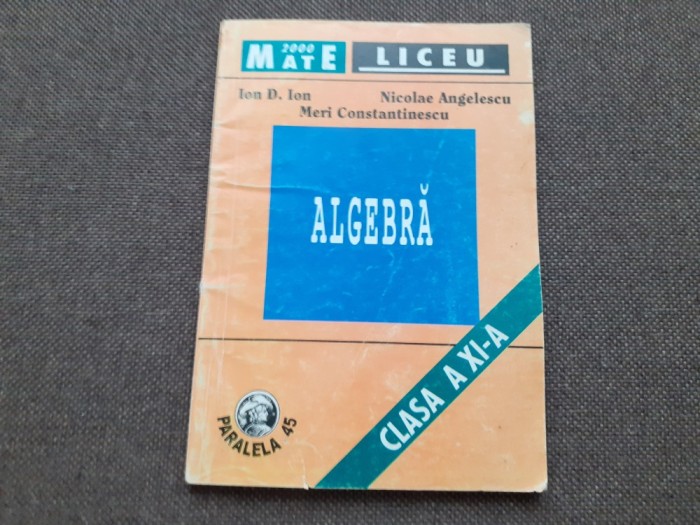 2000
MATE
LICEU
Ion D. Ion Nicolae Angelescu
Meri Constantinescu
ALGEBRĂ
CLASA A XI-A
PARALELA 45